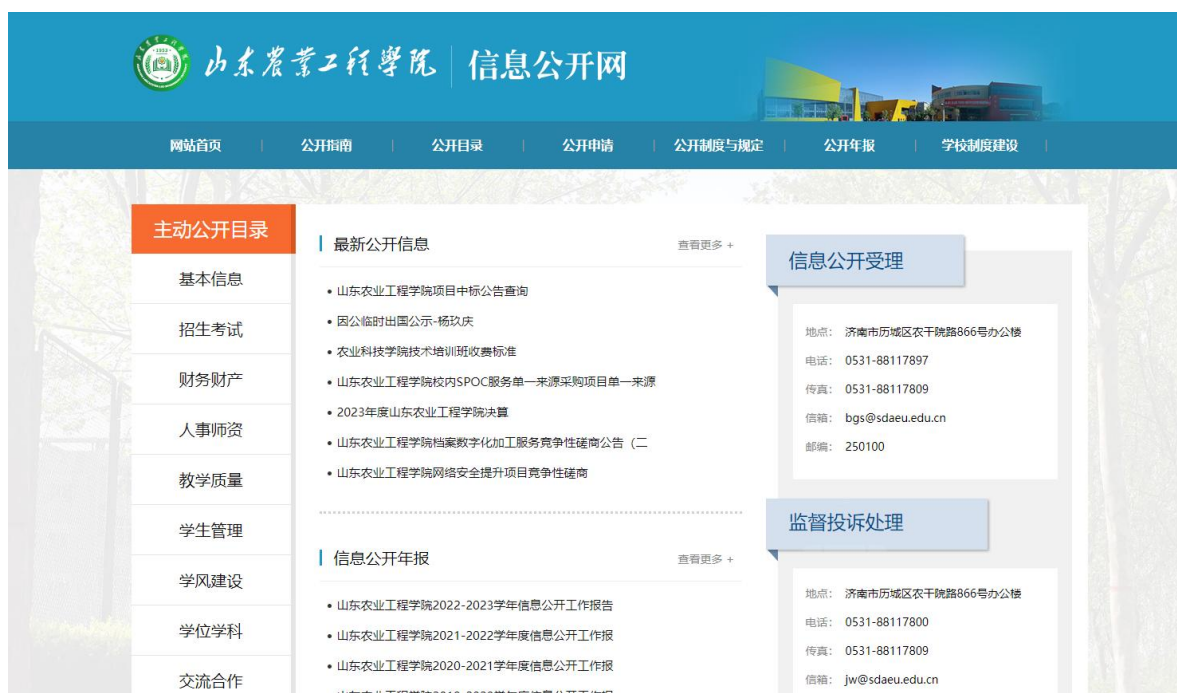 山东农业工程学院 信息公开网
网站首页 公开指南 公开目录 公开申请 公开制度与规定 公开年报 学校制度建设
主动公开目录
基本信息
招生考试
财务财产
人事师资
教学质量
学生管理
学风建设
学位学科
交流合作
最新公开信息 查看更多 +
• 山东农业工程学院项目中标公告查询
• 因公临时出国公示-杨玖庆
• 农业科技学院技术培训班收费标准
• 山东农业工程学院校内SPOC服务单一来源采购项目单一来源
• 2023年度山东农业工程学院决算
• 山东农业工程学院档案数字化加工服务竞争性磋商公告（二
• 山东农业工程学院网络安全提升项目竞争性磋商
信息公开年报 查看更多 +
• 山东农业工程学院2022-2023学年信息公开工作报告
• 山东农业工程学院2021-2022学年度信息公开工作报
• 山东农业工程学院2020-2021学年度信息公开工作报
信息公开受理
地点： 济南市历城区农干院路866号办公楼
电话： 0531-88117897
传真： 0531-88117809
信箱： bgs@sdaeu.edu.cn
邮编： 250100
监督投诉处理
地点： 济南市历城区农干院路866号办公楼
电话： 0531-88117800
传真： 0531-88117809
信箱： jw@sdaeu.edu.cn